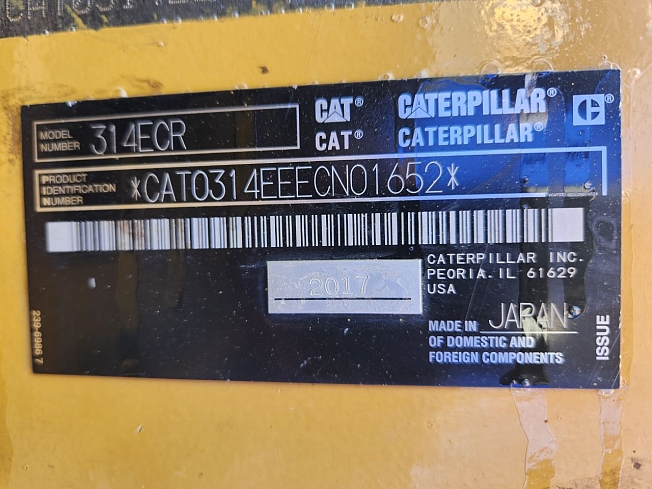 MODEL NUMBER 314ECR
CAT® CATERPILLAR®
CAT® CATERPILLAR®
PRODUCT IDENTIFICATION NUMBER *CAT0314EEECN01652*
2017
CATERPILLAR INC.
PEORIA. IL 61629
USA
MADE IN JAPAN
OF DOMESTIC AND
FOREIGN COMPONENTS
ISSUE
239-5986 7